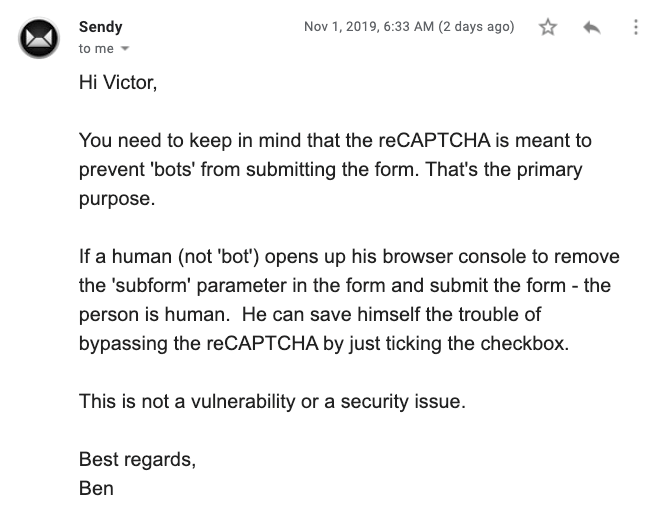 Sendy
Nov 1, 2019, 6:33 AM (2 days ago)
to me
Hi Victor,
You need to keep in mind that the reCAPTCHA is meant to
prevent 'bots' from submitting the form. That's the primary
purpose.
If a human (not 'bot') opens up his browser console to remove
the 'subform' parameter in the form and submit the form - the
person is human.  He can save himself the trouble of
bypassing the reCAPTCHA by just ticking the checkbox.
This is not a vulnerability or a security issue.
Best regards,
Ben